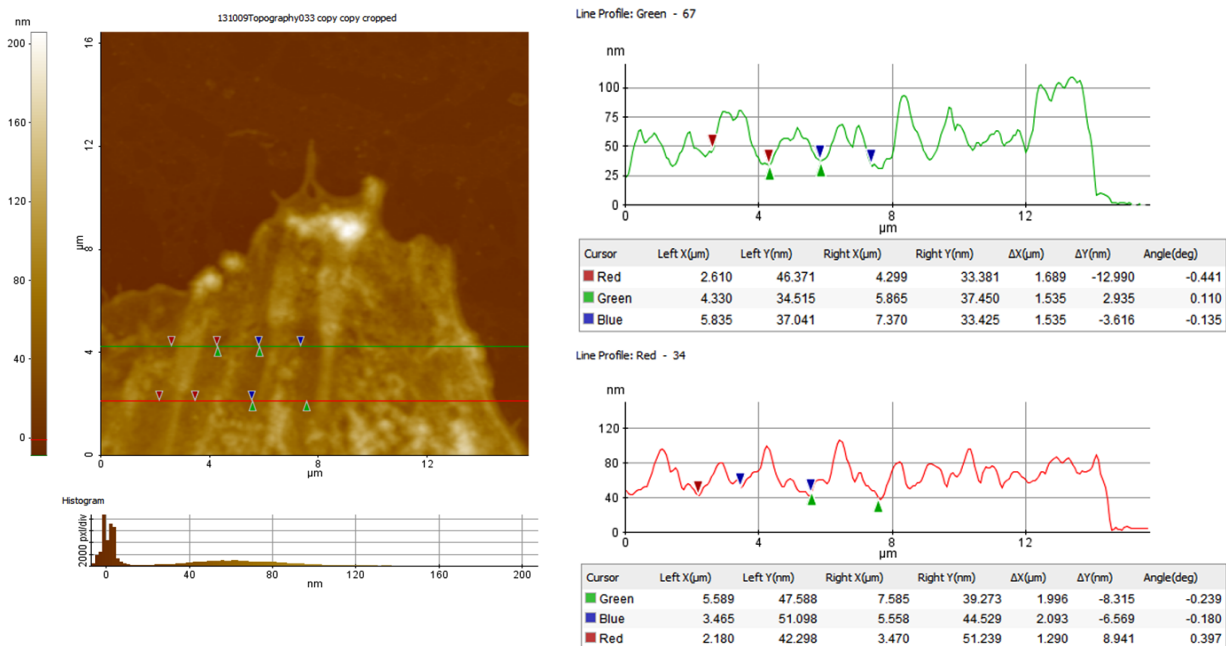 131009Topography033 copy copy cropped
nm
200
160
120
80
40
0
16
12
8
4
0
µm
0 4 8 12
µm
Histogram
2000 pxl/div
0 40 80 120 160 200
nm
Line Profile: Green - 67
nm
100
75
50
25
0
0 4 8 12
µm
Cursor Left X(µm) Left Y(nm) Right X(µm) Right Y(nm) ΔX(µm) ΔY(nm) Angle(deg)
Red 2.610 46.371 4.299 33.381 1.689 -12.990 -0.441
Green 4.330 34.515 5.865 37.450 1.535 2.935 0.110
Blue 5.835 37.041 7.370 33.425 1.535 -3.616 -0.135
Line Profile: Red - 34
nm
120
80
40
0
0 4 8 12
µm
Cursor Left X(µm) Left Y(nm) Right X(µm) Right Y(nm) ΔX(µm) ΔY(nm) Angle(deg)
Green 5.589 47.588 7.585 39.273 1.996 -8.315 -0.239
Blue 3.465 51.098 5.558 44.529 2.093 -6.569 -0.180
Red 2.180 42.298 3.470 51.239 1.290 8.941 0.397